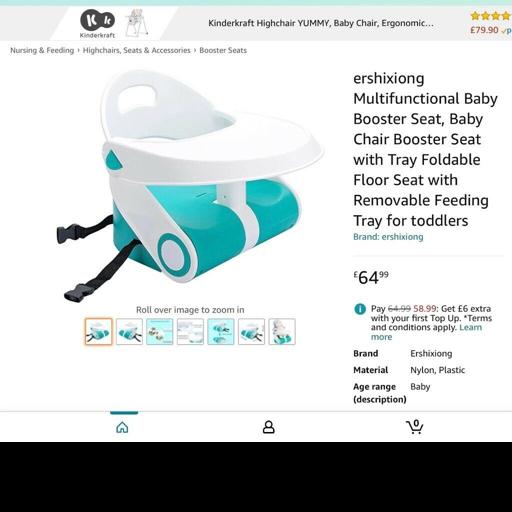 Kk
Kinderkraft
Kinderkraft Highchair YUMMY, Baby Chair, Ergonomic...
£79.90
Nursing & Feeding › Highchairs, Seats & Accessories › Booster Seats
ershixiong
Multifunctional Baby
Booster Seat, Baby
Chair Booster Seat
with Tray Foldable
Floor Seat with
Removable Feeding
Tray for toddlers
Brand: ershixiong
£64⁹⁹
Pay 64.99 58.99: Get £6 extra
with your first Top Up. *Terms
and conditions apply. Learn
more
Roll over image to zoom in
Brand Ershixiong
Material Nylon, Plastic
Age range Baby
(description)
0